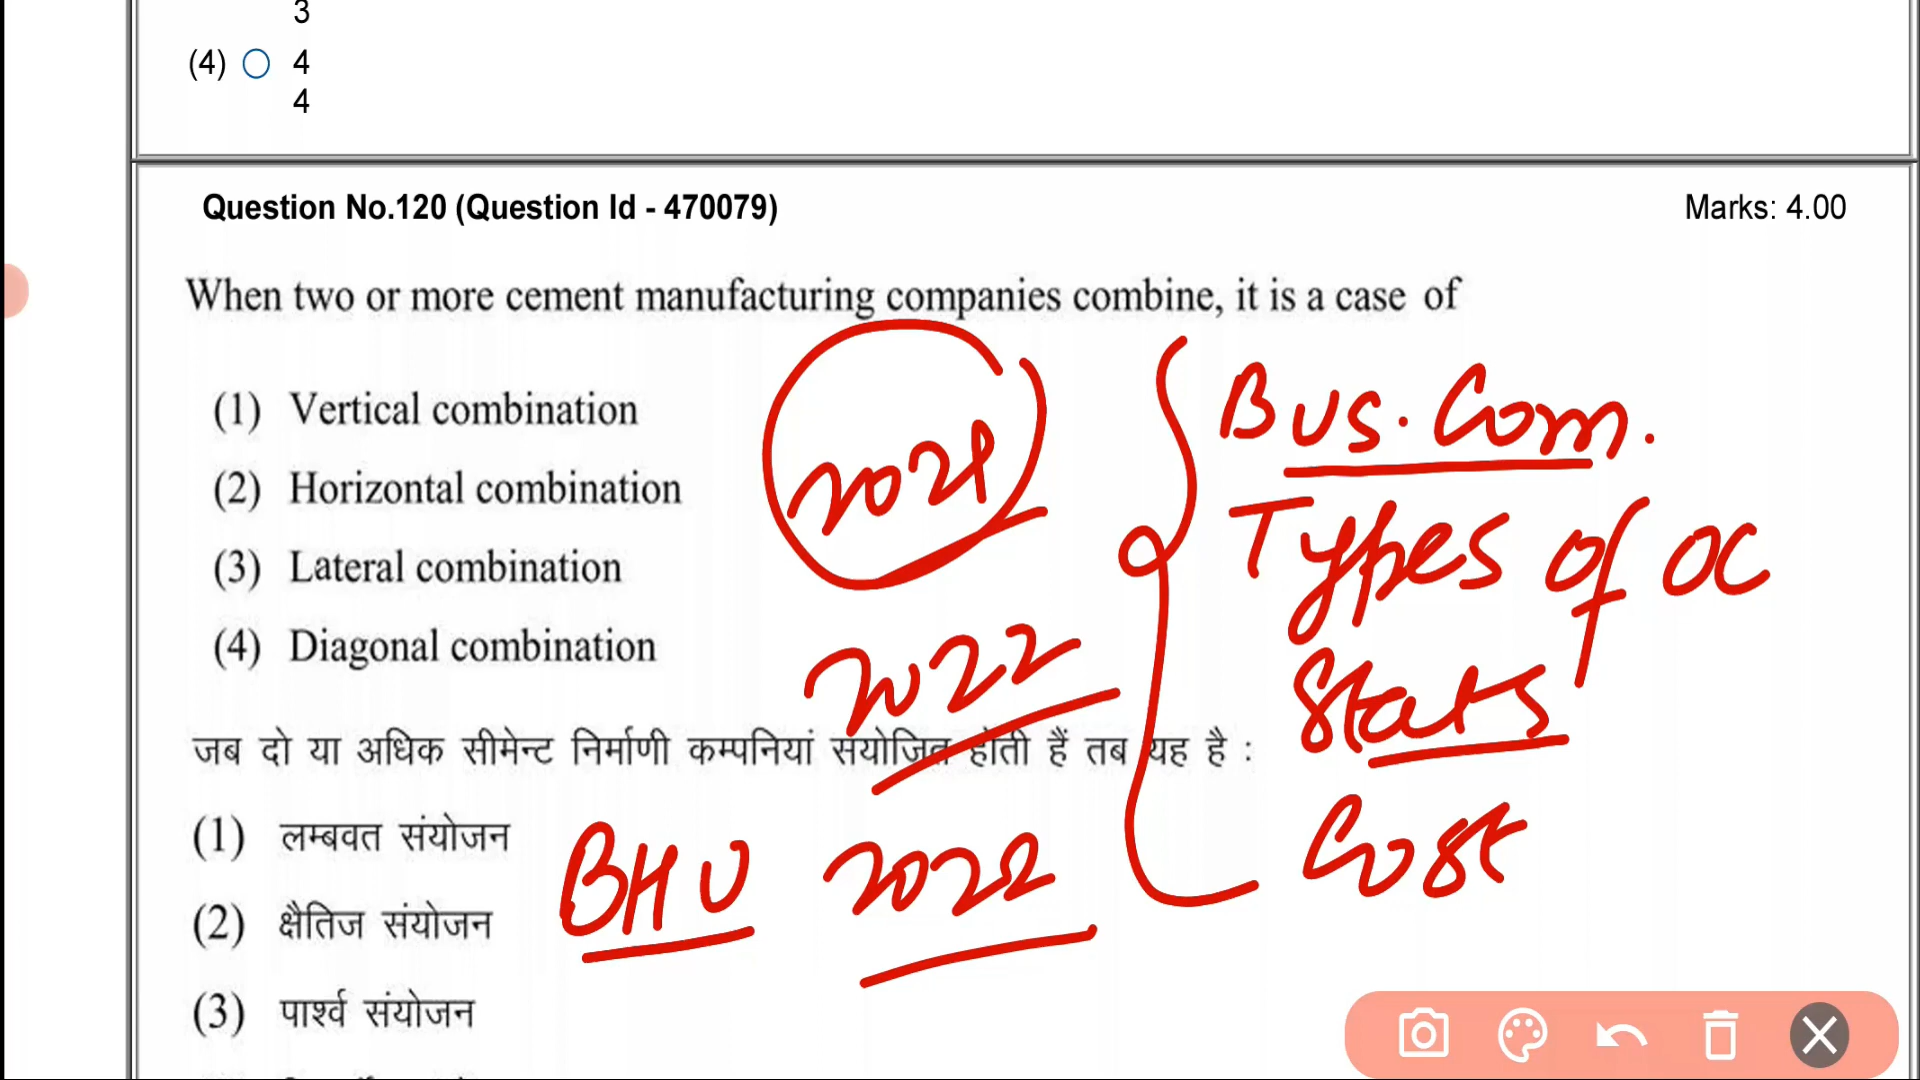 3
(4) 4
4
Question No.120 (Question Id - 470079) Marks: 4.00
When two or more cement manufacturing companies combine, it is a case of
(1) Vertical combination
(2) Horizontal combination
(3) Lateral combination
(4) Diagonal combination
2021
2022
Bus. Com.
Types of OC
Stats
Cost
जब दो या अधिक सीमेन्ट निर्माणी कम्पनियां संयोजित होती हैं तब यह है :
(1) लम्बवत संयोजन
(2) क्षैतिज संयोजन
(3) पार्श्व संयोजन
BHU 2022